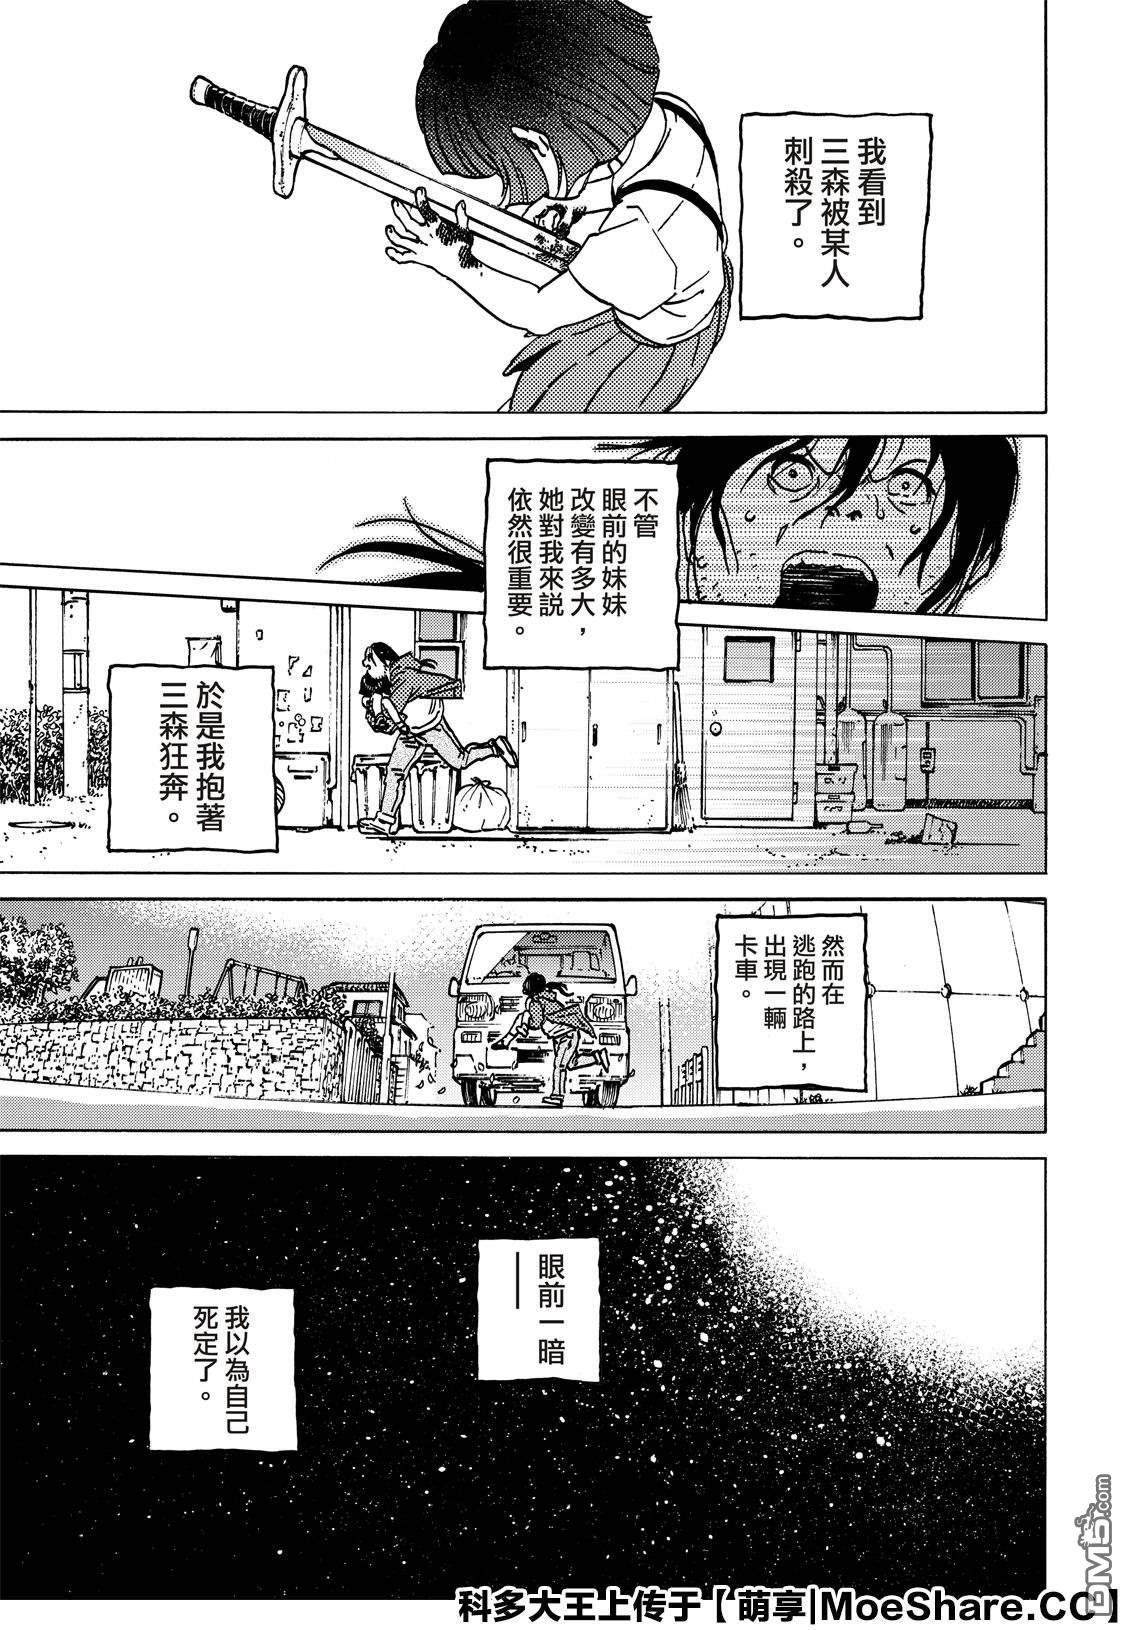 我看到
三森被某人
刺殺了。
不管
眼前的妹妹
改變有多大，
她對我來說
依然很重要。
於是我抱著
三森狂奔。
然而在
逃跑的路上，
出現一輛
卡車。
眼前一暗
——
我以為自己
死定了。
DM5.com
科多大王上传于【萌享|MoeShare.CC】